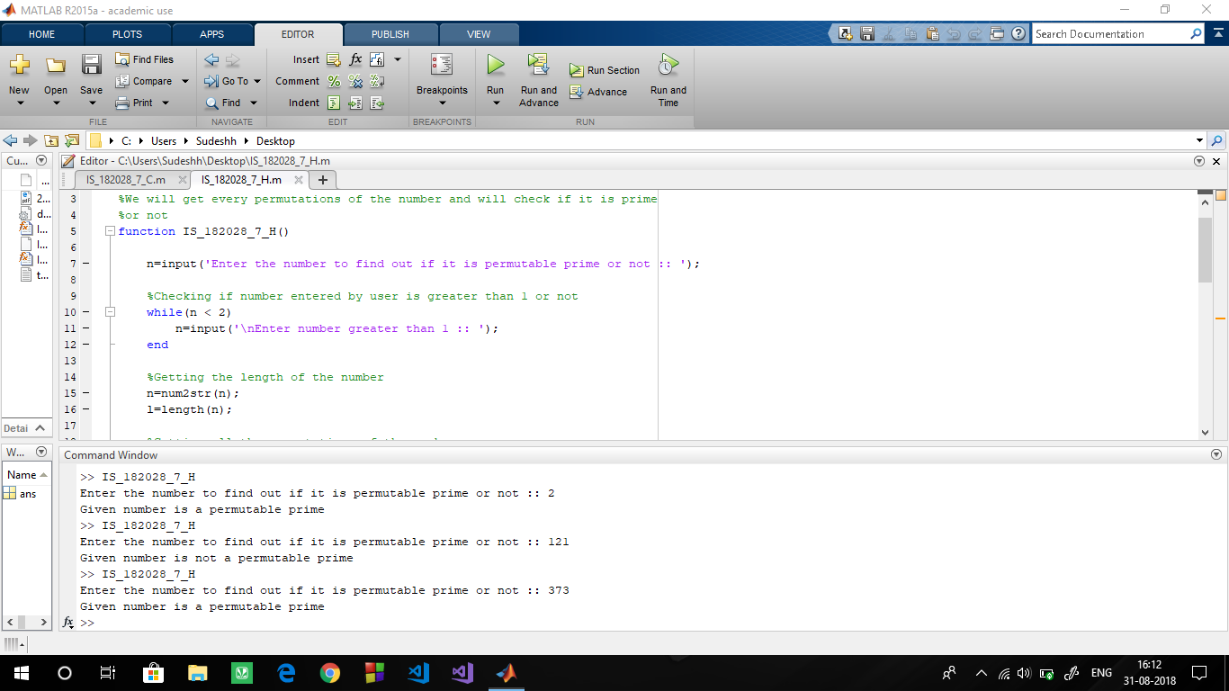 MATLAB R2015a - academic use
HOME PLOTS APPS EDITOR PUBLISH VIEW
Search Documentation
New Open Save
Find Files
Compare
Print
FILE
Go To
Find
NAVIGATE
Insert fx
Comment
Indent
EDIT
Breakpoints
BREAKPOINTS
Run
Run and Advance
Run Section
Advance
Run and Time
RUN
C: Users Sudeshh Desktop
Cu...
Editor - C:\Users\Sudeshh\Desktop\IS_182028_7_H.m
IS_182028_7_C.m IS_182028_7_H.m +
...
2...
d...
I...
I...
I...
t...
3 %We will get every permutations of the number and will check if it is prime
4 %or not
5 function IS_182028_7_H()
6
7 n=input('Enter the number to find out if it is permutable prime or not :: ');
8
9 %Checking if number entered by user is greater than 1 or not
10 while(n < 2)
11 n=input('\nEnter number greater than 1 :: ');
12 end
13
14 %Getting the length of the number
15 n=num2str(n);
16 l=length(n);
17
Detai
W...
Name
ans
Command Window
>> IS_182028_7_H
Enter the number to find out if it is permutable prime or not :: 2
Given number is a permutable prime
>> IS_182028_7_H
Enter the number to find out if it is permutable prime or not :: 121
Given number is not a permutable prime
>> IS_182028_7_H
Enter the number to find out if it is permutable prime or not :: 373
Given number is a permutable prime
fx >>
ENG
16:12
31-08-2018